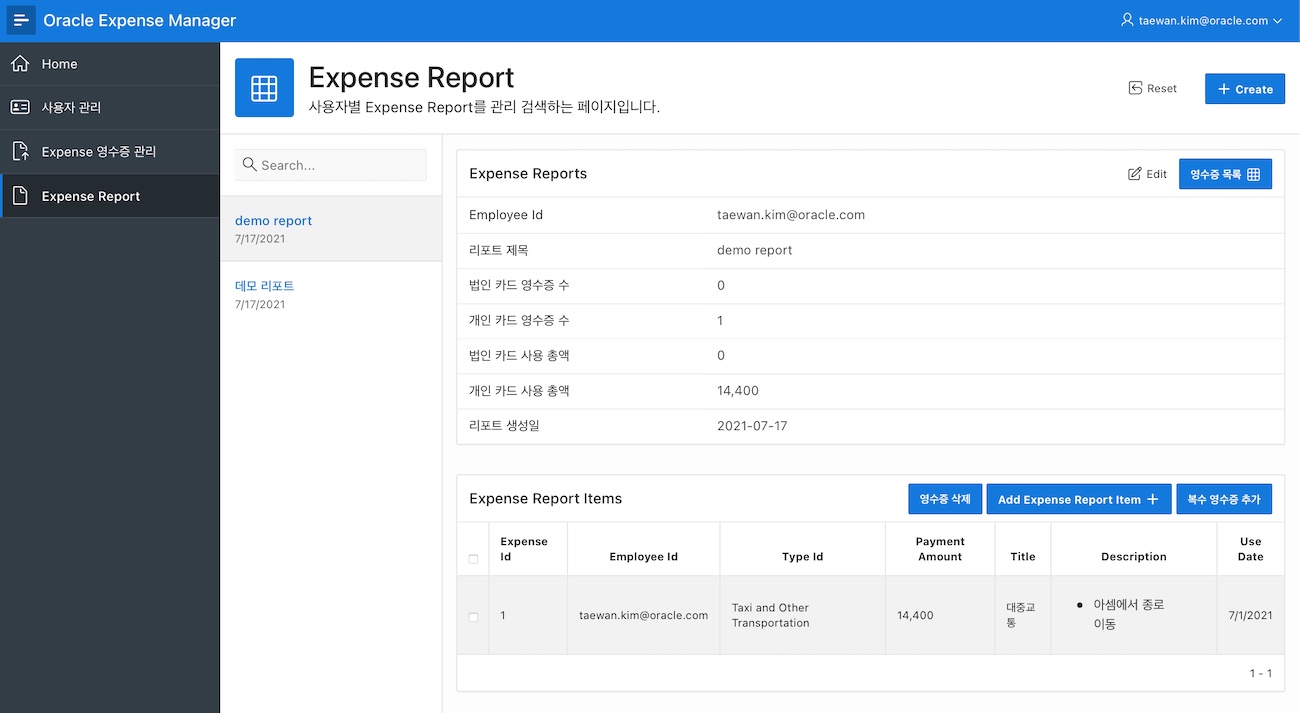 Oracle Expense Manager
taewan.kim@oracle.com
Home
사용자 관리
Expense 영수증 관리
Expense Report
Expense Report
사용자별 Expense Report를 관리 검색하는 페이지입니다.
Reset
Create
Search...
demo report
7/17/2021
데모 리포트
7/17/2021
Expense Reports
Edit
영수증 목록
Employee Id taewan.kim@oracle.com
리포트 제목 demo report
법인 카드 영수증 수 0
개인 카드 영수증 수 1
법인 카드 사용 총액 0
개인 카드 사용 총액 14,400
리포트 생성일 2021-07-17
Expense Report Items
영수증 삭제
Add Expense Report Item
복수 영수증 추가
Expense
Id
Employee Id
Type Id
Payment
Amount
Title
Description
Use
Date
1
taewan.kim@oracle.com
Taxi and Other
Transportation
14,400
대중교
통
• 아셈에서 종로
이동
7/1/2021
1 - 1